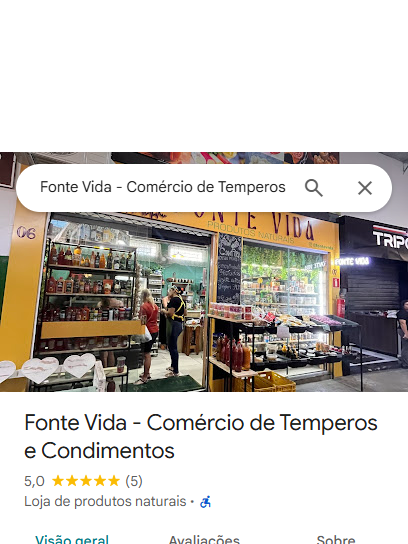 Fonte Vida - Comércio de Temperos
FONTE VIDA
PRODUTOS NATURAIS
06
TRIPO
FONTE VIDA
Fonte Vida - Comércio de Temperos
e Condimentos
5,0 ★★★★★ (5)
Loja de produtos naturais ·
Visão geral Avaliações Sobre